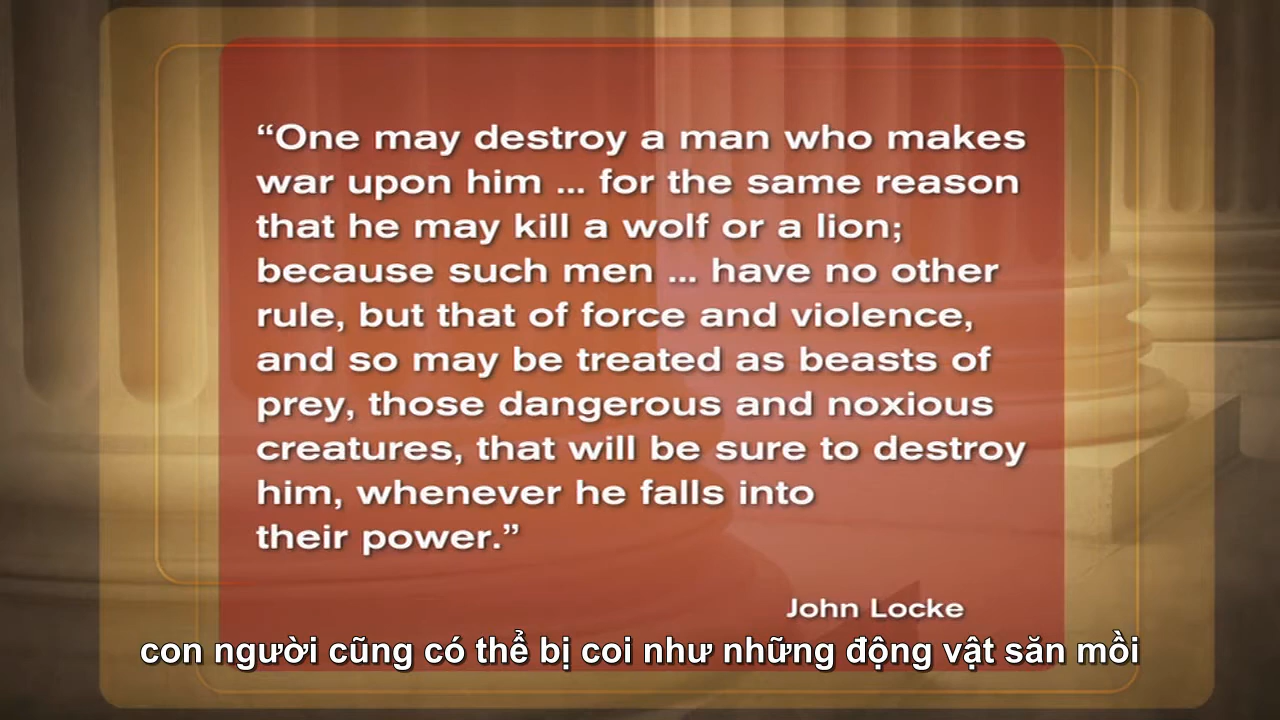 “One may destroy a man who makes
war upon him ... for the same reason
that he may kill a wolf or a lion;
because such men ... have no other
rule, but that of force and violence,
and so may be treated as beasts of
prey, those dangerous and noxious
creatures, that will be sure to destroy
him, whenever he falls into
their power.”
John Locke
con người cũng có thể bị coi như những động vật săn mồi